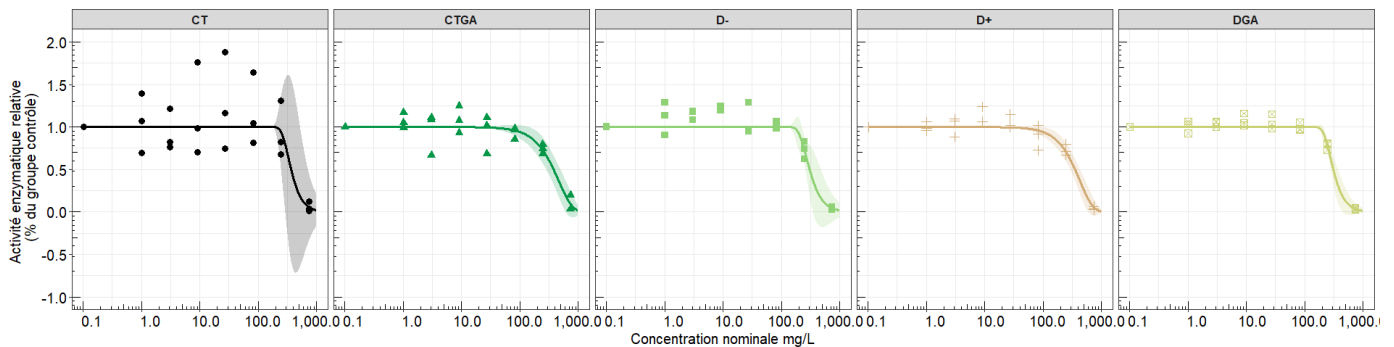 CT CTGA D- D+ DGA
Activité enzymatique relative
(% du groupe contrôle)
2.0
1.5
1.0
0.5
0.0
-0.5
-1.0
0.1 1.0 10.0 100.0 1,000.0 0.1 1.0 10.0 100.0 1,000.0 0.1 1.0 10.0 100.0 1,000.0 0.1 1.0 10.0 100.0 1,000.0 0.1 1.0 10.0 100.0 1,000.0
Concentration nominale mg/L